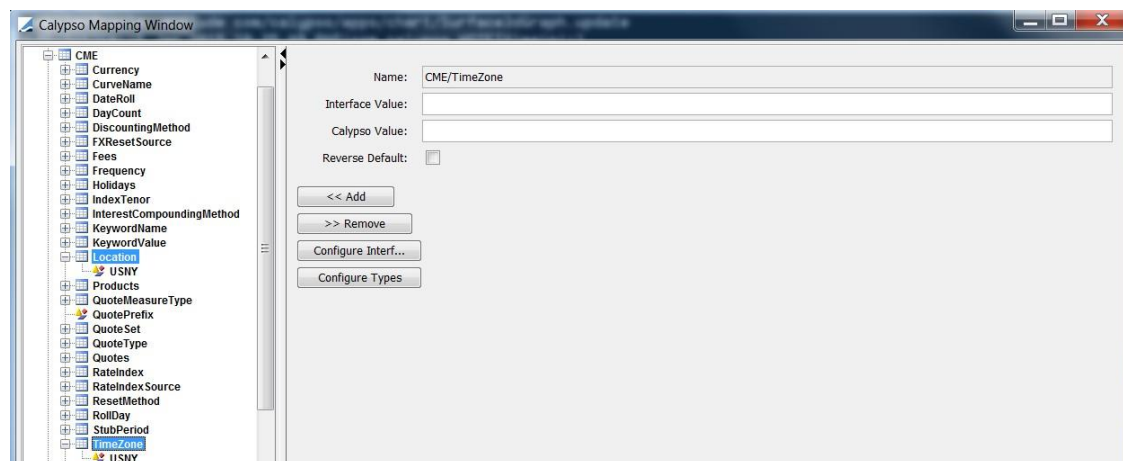 Calypso Mapping Window
CME
Currency
CurveName
DateRoll
DayCount
DiscountingMethod
FXResetSource
Fees
Frequency
Holidays
IndexTenor
InterestCompoundingMethod
KeywordName
KeywordValue
Location
USNY
Products
QuoteMeasureType
QuotePrefix
QuoteSet
QuoteType
Quotes
RateIndex
RateIndexSource
ResetMethod
RollDay
StubPeriod
TimeZone
USNY
Name: CME/TimeZone
Interface Value:
Calypso Value:
Reverse Default:
<< Add
>> Remove
Configure Interf...
Configure Types